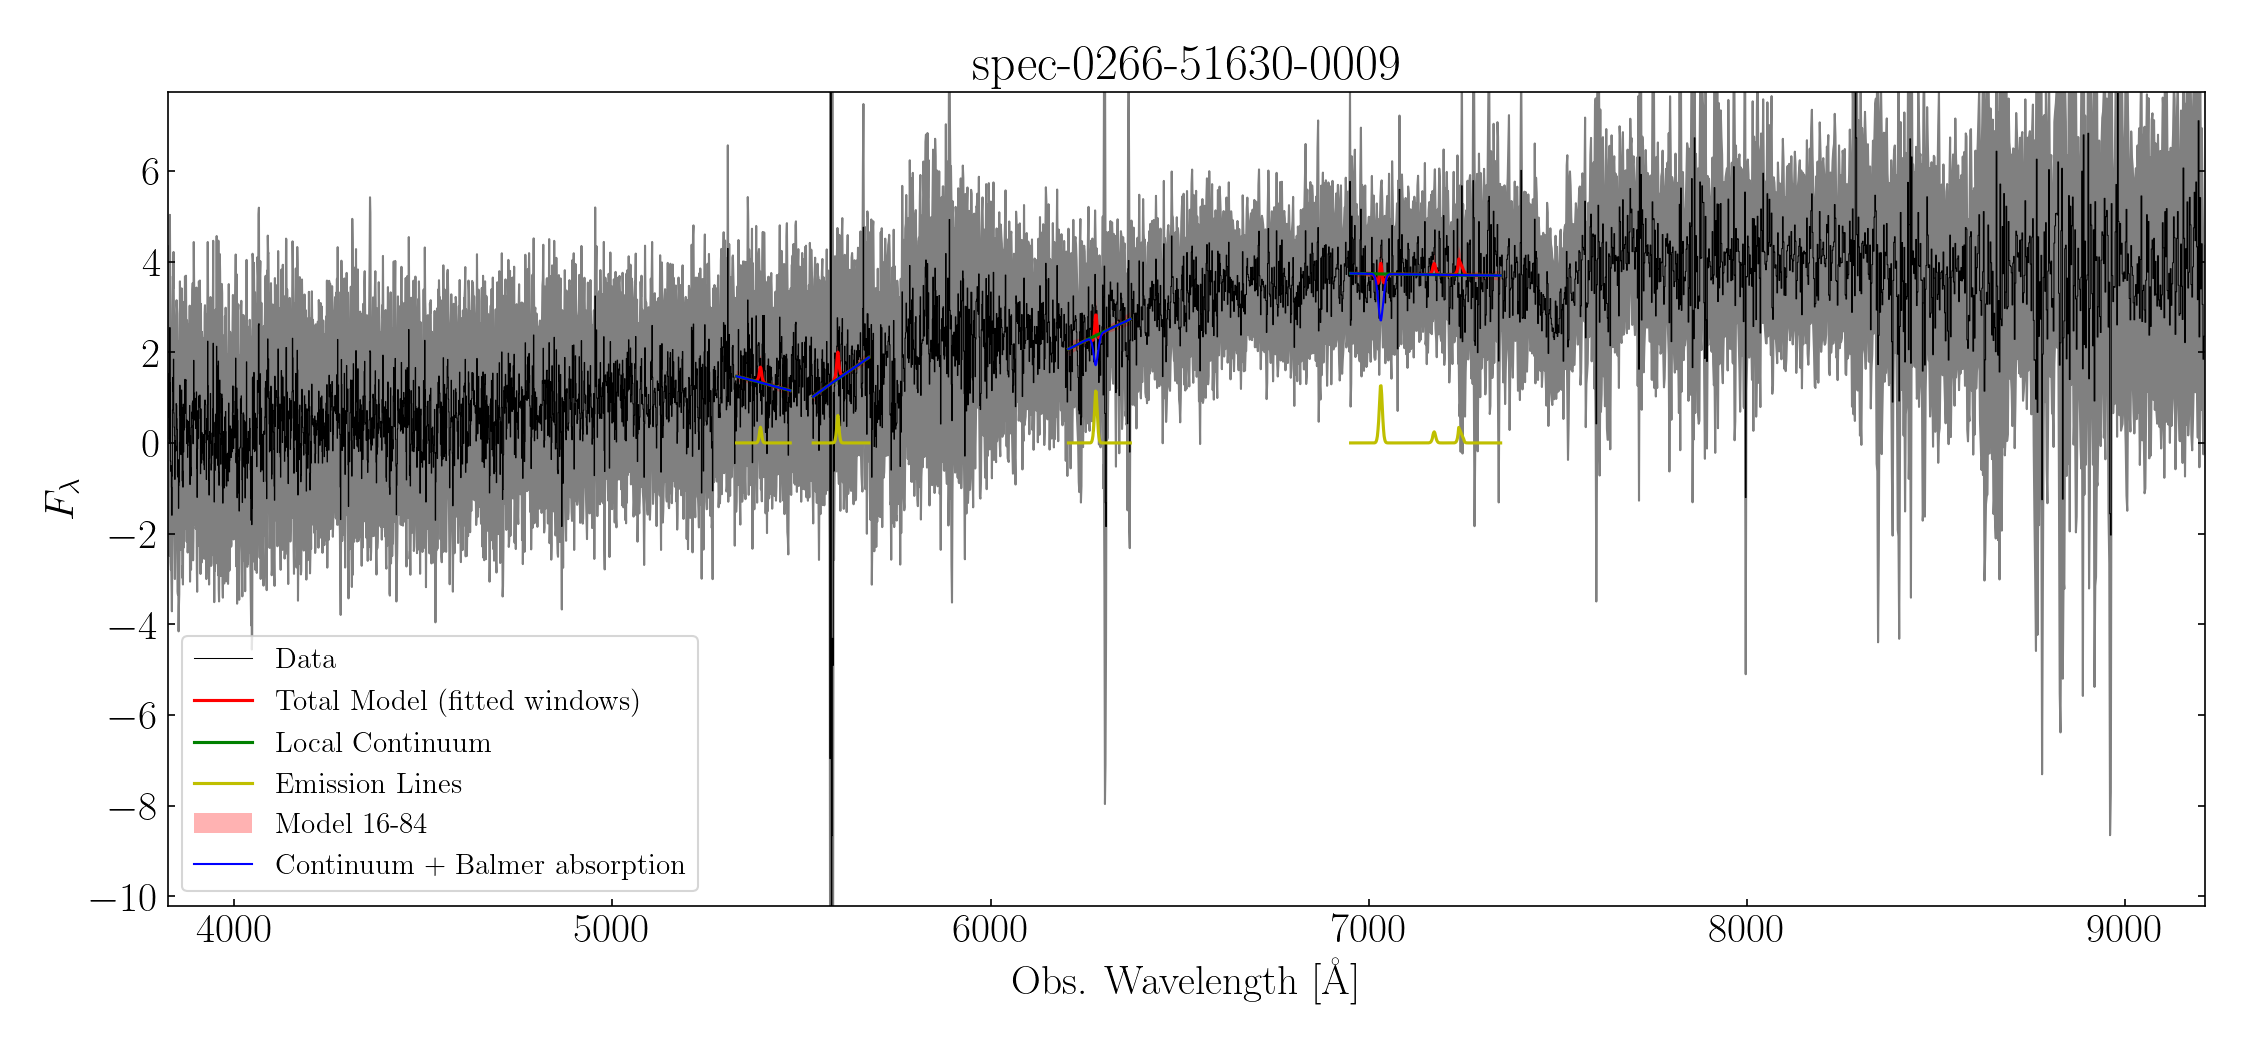 spec-0266-51630-0009
6
4
2
0
−2
−4
−6
−8
−10
F_λ
Data
Total Model (fitted windows)
Local Continuum
Emission Lines
Model 16-84
Continuum + Balmer absorption
4000 5000 6000 7000 8000 9000
Obs. Wavelength [Å]